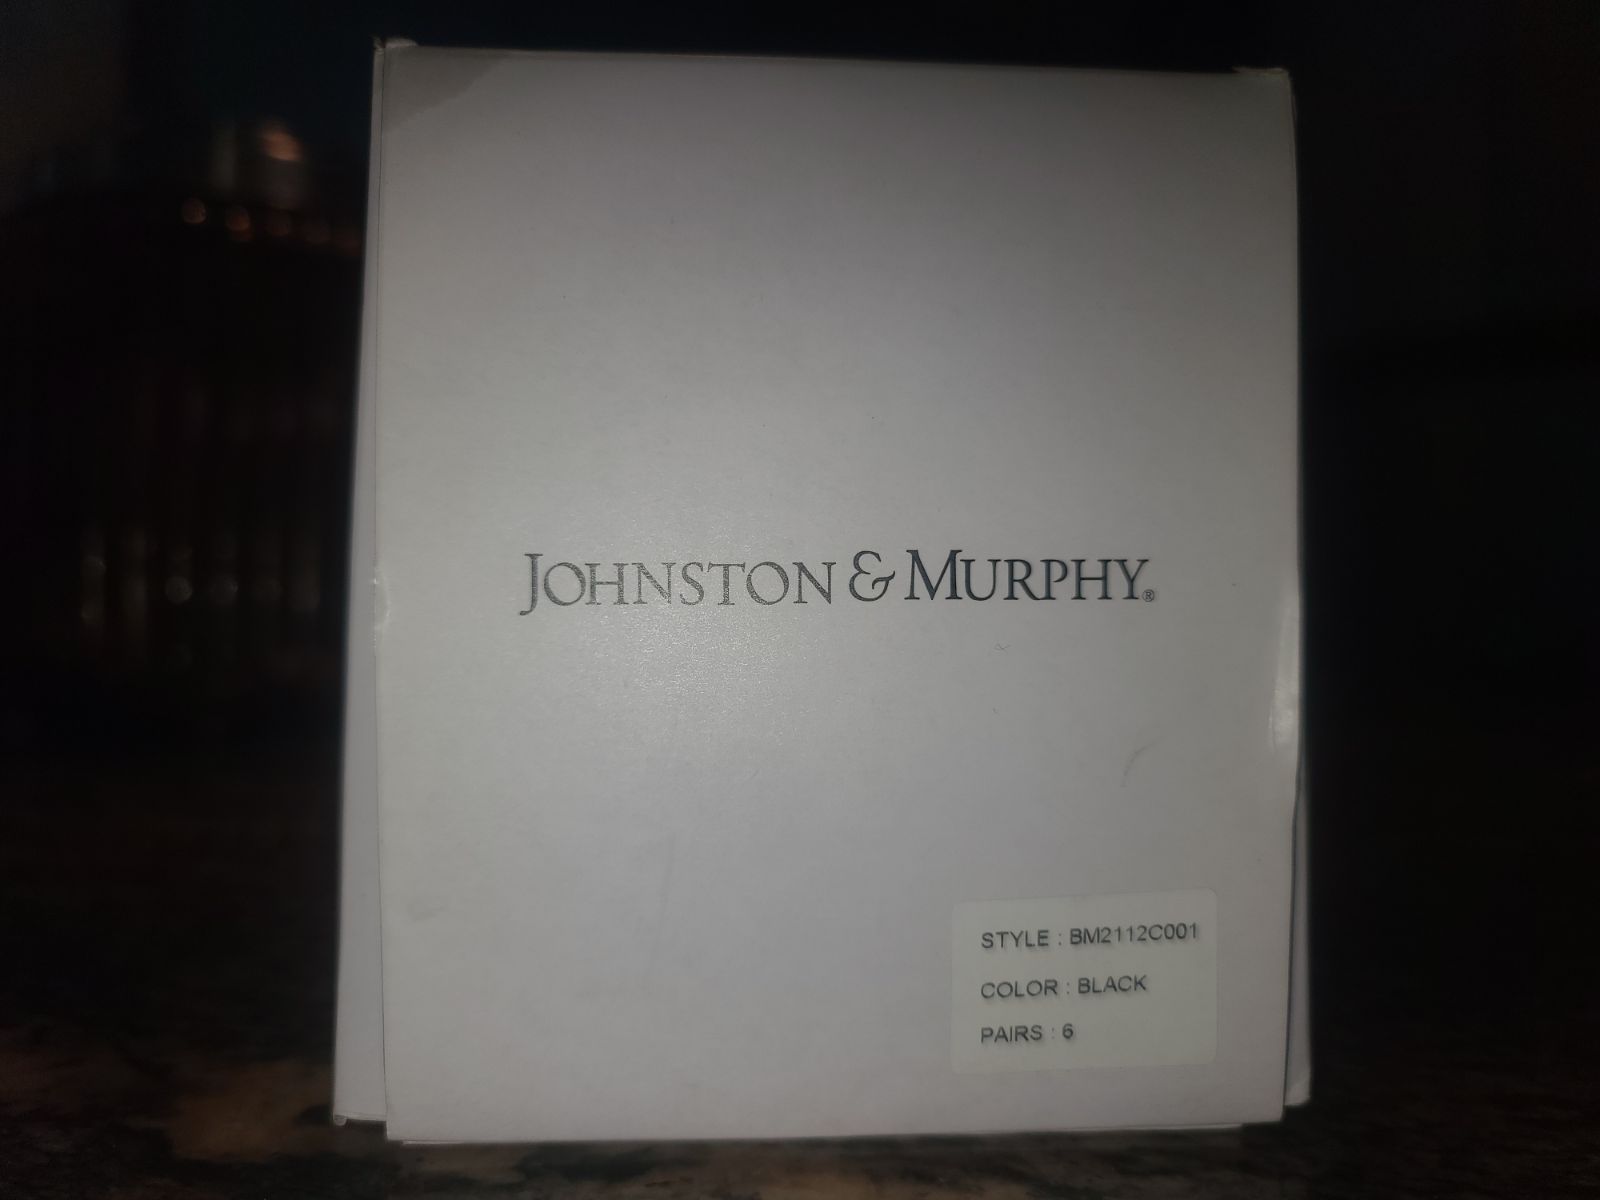 JOHNSTON & MURPHY®
STYLE : BM2112C001
COLOR : BLACK
PAIRS : 6